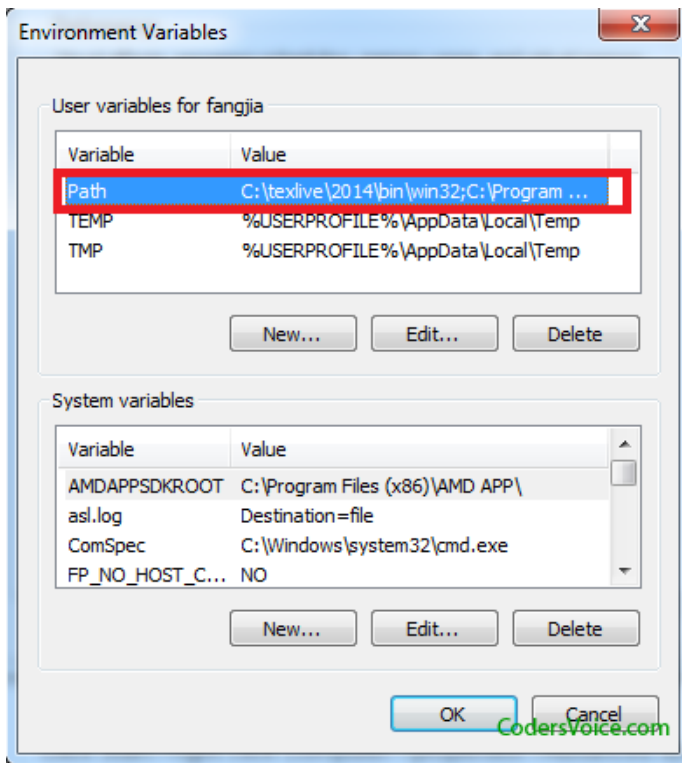 Environment Variables
User variables for fangjia
Variable Value
Path C:\texlive\2014\bin\win32;C:\Program ...
TEMP %USERPROFILE%\AppData\Local\Temp
TMP %USERPROFILE%\AppData\Local\Temp
New... Edit... Delete
System variables
Variable Value
AMDAPPSDKROOT C:\Program Files (x86)\AMD APP\
asl.log Destination=file
ComSpec C:\Windows\system32\cmd.exe
FP_NO_HOST_C... NO
New... Edit... Delete
OK Cancel
CodersVoice.com